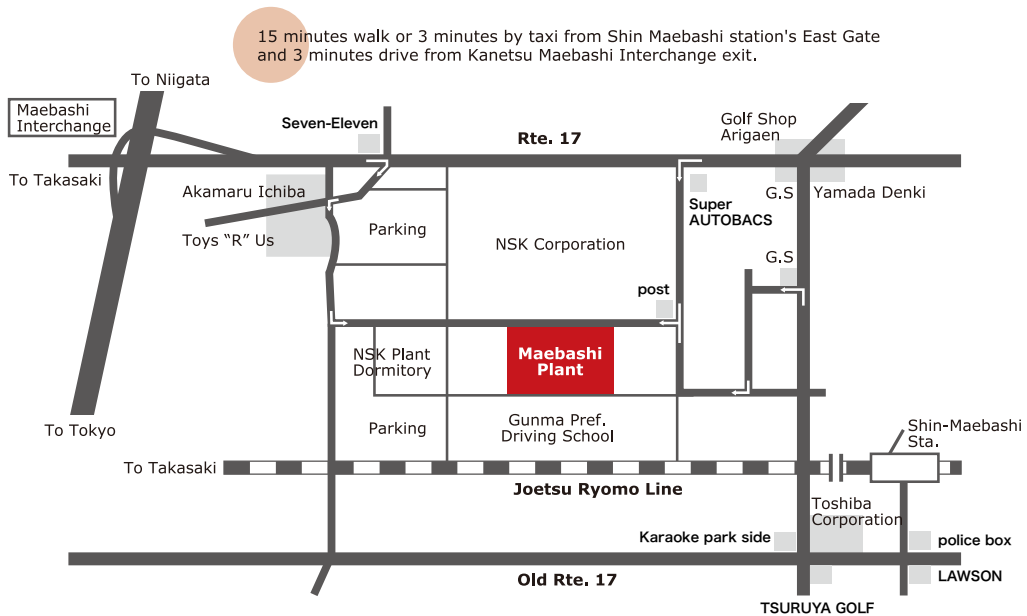 15 minutes walk or 3 minutes by taxi from Shin Maebashi station's East Gate
and 3 minutes drive from Kanetsu Maebashi Interchange exit.
To Niigata
Maebashi
Interchange
Seven-Eleven
Rte. 17
Golf Shop
Arigaen
To Takasaki
Akamaru Ichiba
G.S
Yamada Denki
Super
AUTOBACS
Parking
Toys “R” Us
NSK Corporation
G.S
post
NSK Plant
Dormitory
Maebashi
Plant
To Tokyo
Parking
Gunma Pref.
Driving School
Shin-Maebashi
Sta.
To Takasaki
Joetsu Ryomo Line
Toshiba
Corporation
Karaoke park side
police box
Old Rte. 17
LAWSON
TSURUYA GOLF